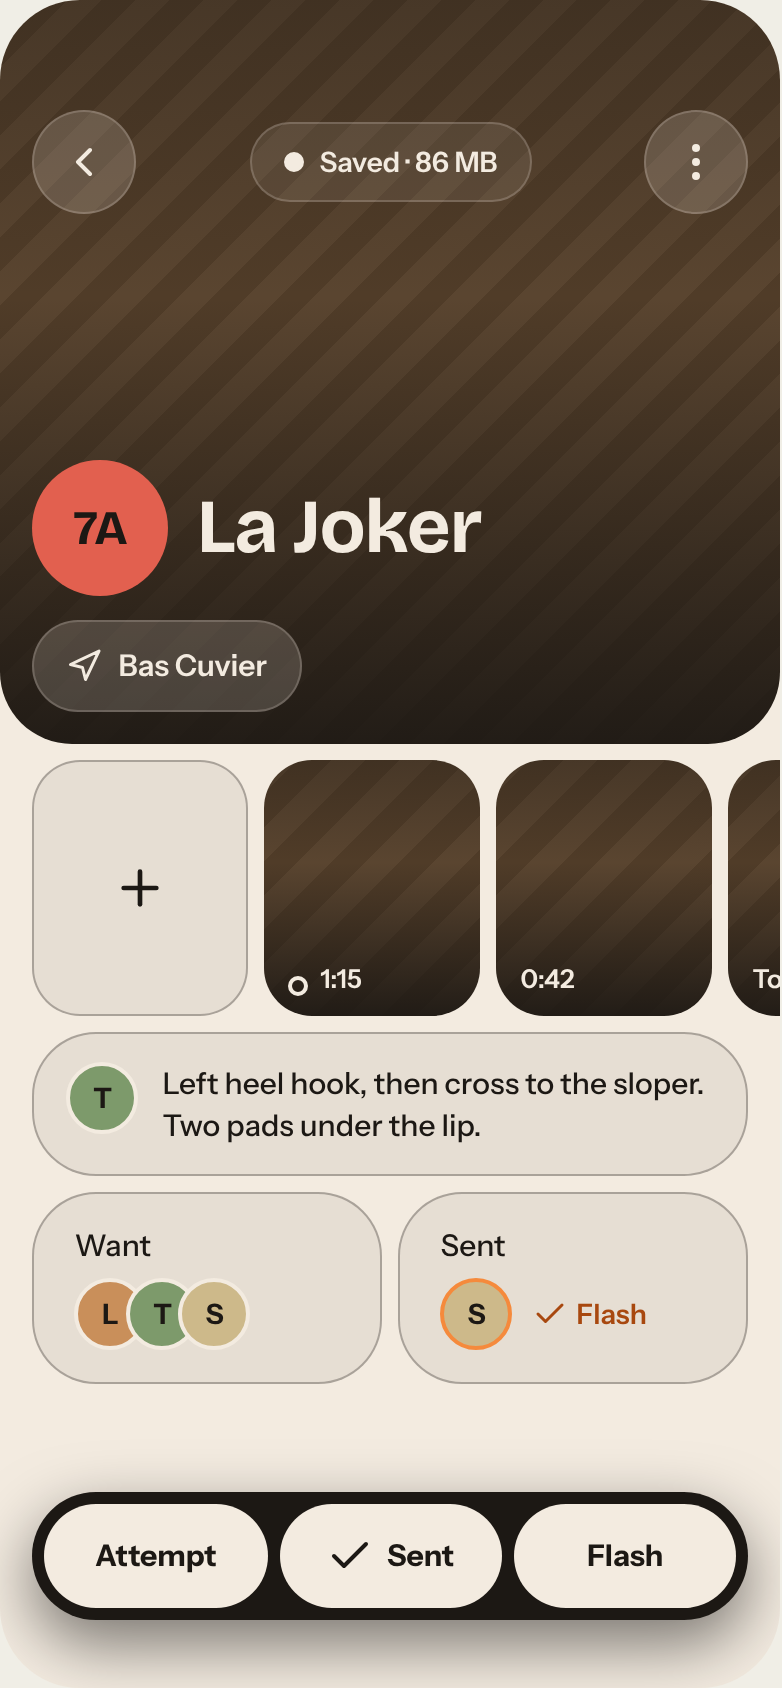 Saved · 86 MB
7A
La Joker
Bas Cuvier
1:15
0:42
To
T
Left heel hook, then cross to the sloper.
Two pads under the lip.
Want
L T S
Sent
S Flash
Attempt
Sent
Flash